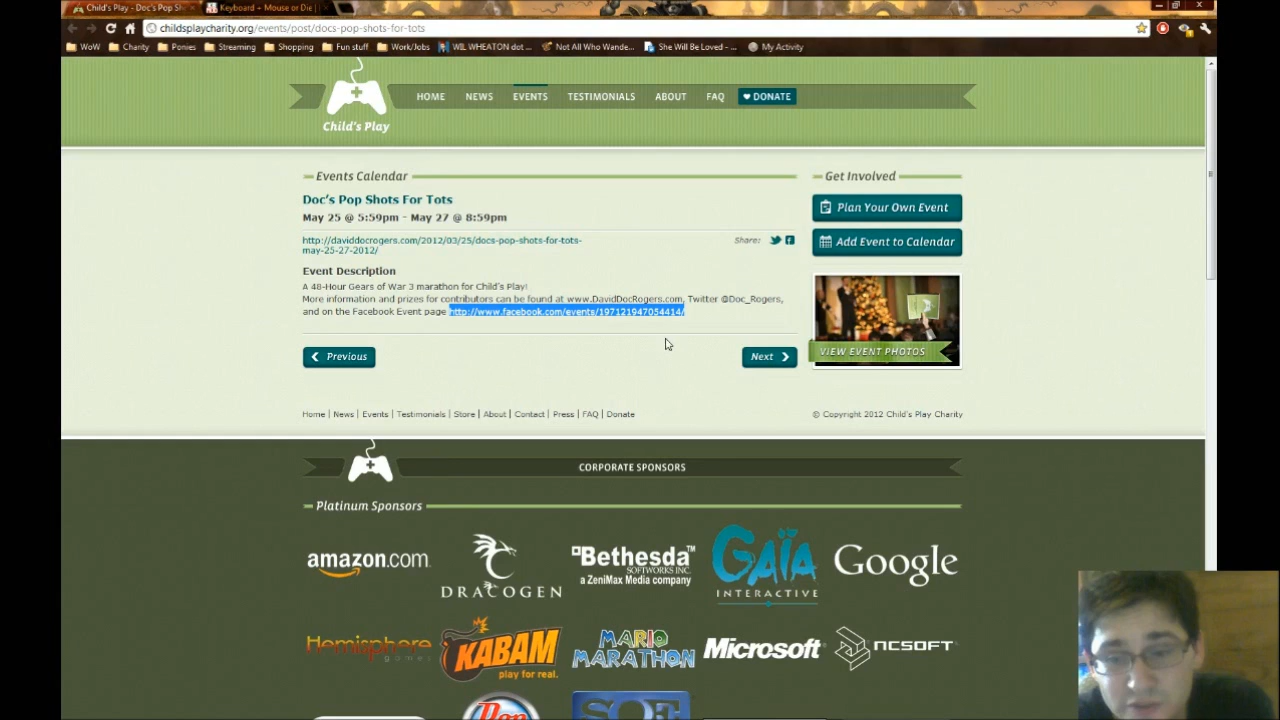 Child's Play - Doc's Pop Sh
Keyboard + Mouse or Die |
childsplaycharity.org/events/post/docs-pop-shots-for-tots
WoW Charity Ponies Streaming Shopping Fun stuff Work/Jobs WIL WHEATON dot ... Not All Who Wande... She Will Be Loved - ... My Activity
Child's Play
HOME NEWS EVENTS TESTIMONIALS ABOUT FAQ DONATE
Events Calendar
Doc's Pop Shots For Tots
May 25 @ 5:59pm - May 27 @ 8:59pm
http://daviddocrogers.com/2012/03/25/docs-pop-shots-for-tots-
may-25-27-2012/
Share:
Event Description
A 48-Hour Gears of War 3 marathon for Child's Play!
More information and prizes for contributors can be found at www.DavidDocRogers.com, Twitter @Doc_Rogers,
and on the Facebook Event page http://www.facebook.com/events/197121947054414/
Previous
Next
Get Involved
Plan Your Own Event
Add Event to Calendar
VIEW EVENT PHOTOS
Home | News | Events | Testimonials | Store | About | Contact | Press | FAQ | Donate
© Copyright 2012 Child's Play Charity
CORPORATE SPONSORS
Platinum Sponsors
amazon.com
DRACOGEN
Bethesda
SOFTWORKS INC.
a ZeniMax Media company
GAÏA
INTERACTIVE
Google
Hemisphere
games
KABAM
play for real.
MARIO
MARATHON
Microsoft
NCSOFT